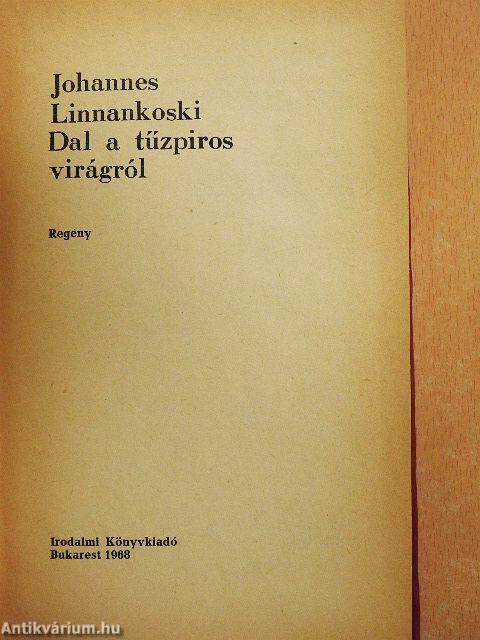 Johannes
Linnankoski
Dal a tűzpiros
virágról
Regény
Irodalmi Könyvkiadó
Bukarest 1968
Antikvárium.hu